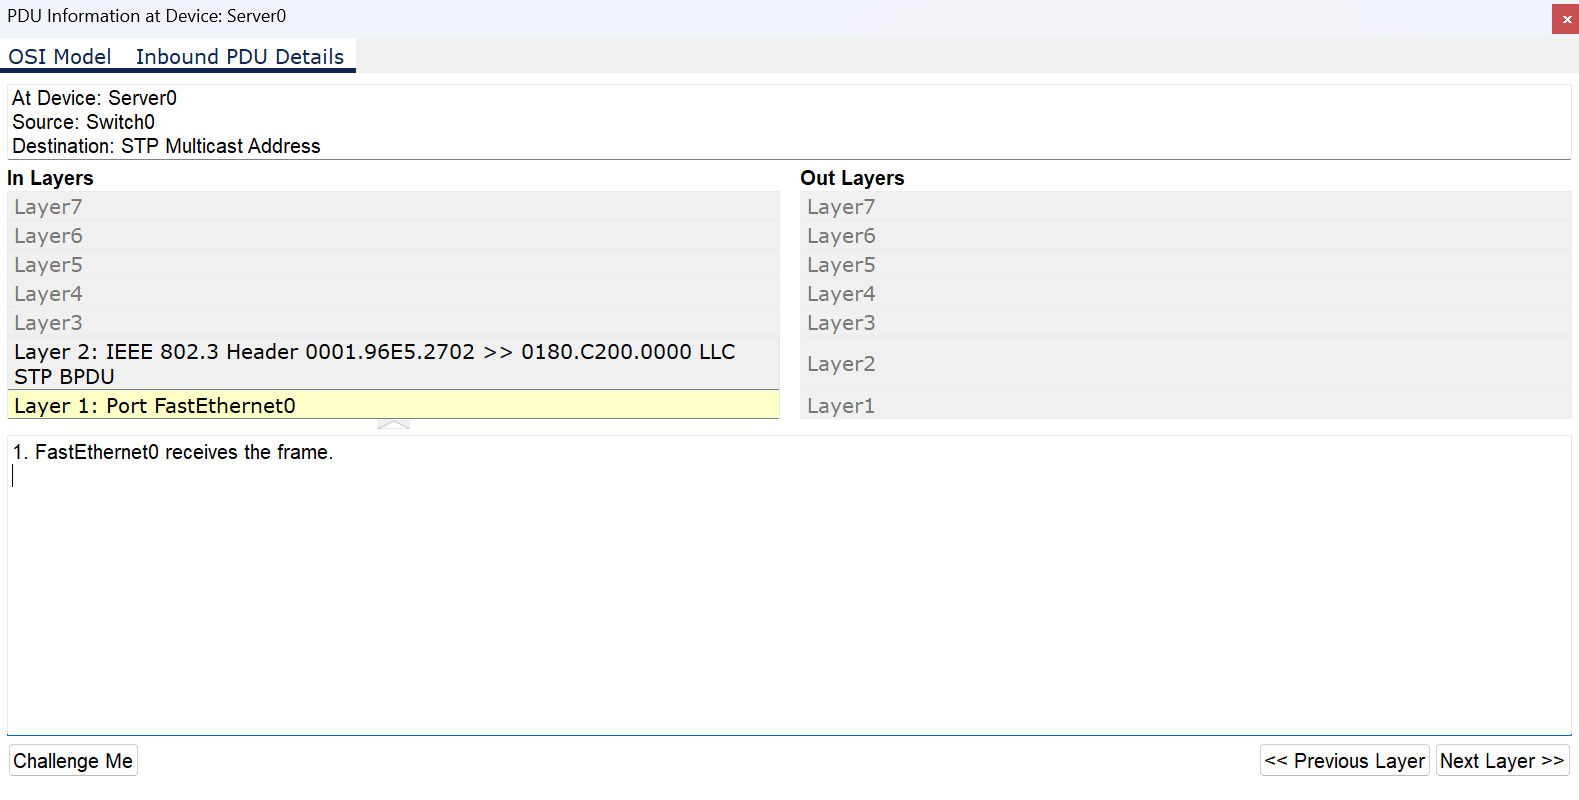 PDU Information at Device: Server0
x
OSI Model Inbound PDU Details
At Device: Server0
Source: Switch0
Destination: STP Multicast Address
In Layers
Layer7
Layer6
Layer5
Layer4
Layer3
Layer 2: IEEE 802.3 Header 0001.96E5.2702 >> 0180.C200.0000 LLC
STP BPDU
Layer 1: Port FastEthernet0
Out Layers
Layer7
Layer6
Layer5
Layer4
Layer3
Layer2
Layer1
1. FastEthernet0 receives the frame.
Challenge Me
<< Previous Layer
Next Layer >>